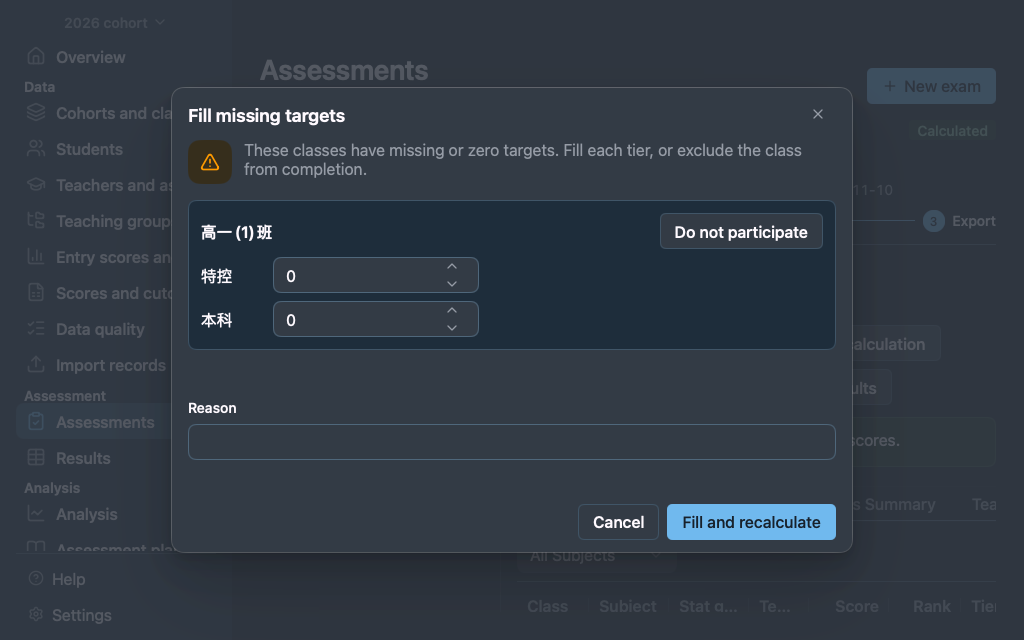 2026 cohort
Overview
Data
Cohorts and cla
Students
Teachers and as
Teaching group
Entry scores an
Scores and cuto
Data quality
Import records
Assessment
Assessments
Results
Analysis
Analysis
Assessment pla
Help
Settings
Assessments
New exam
Calculated
11-10
3 Export
alculation
ults
scores.
s Summary
Tea
All Subjects
Class Subject Stat g... Te... Score Rank Tier
Fill missing targets
These classes have missing or zero targets. Fill each tier, or exclude the class
from completion.
高一 (1) 班
Do not participate
特控 0
本科 0
Reason
Cancel
Fill and recalculate